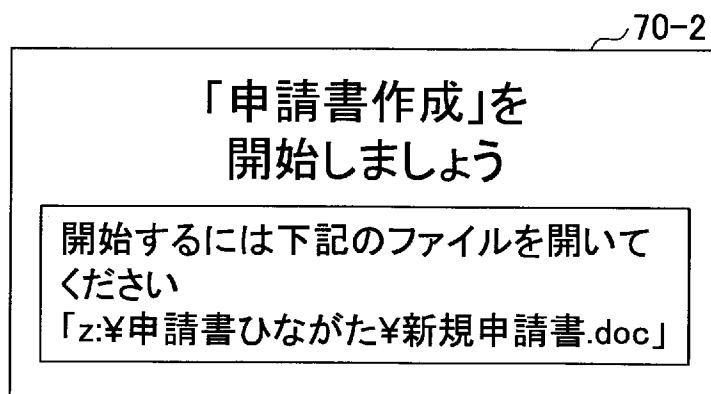 70-2
「申請書作成」を
開始しましょう
開始するには下記のファイルを開いて
ください
「z:¥申請書ひながた¥新規申請書.doc」